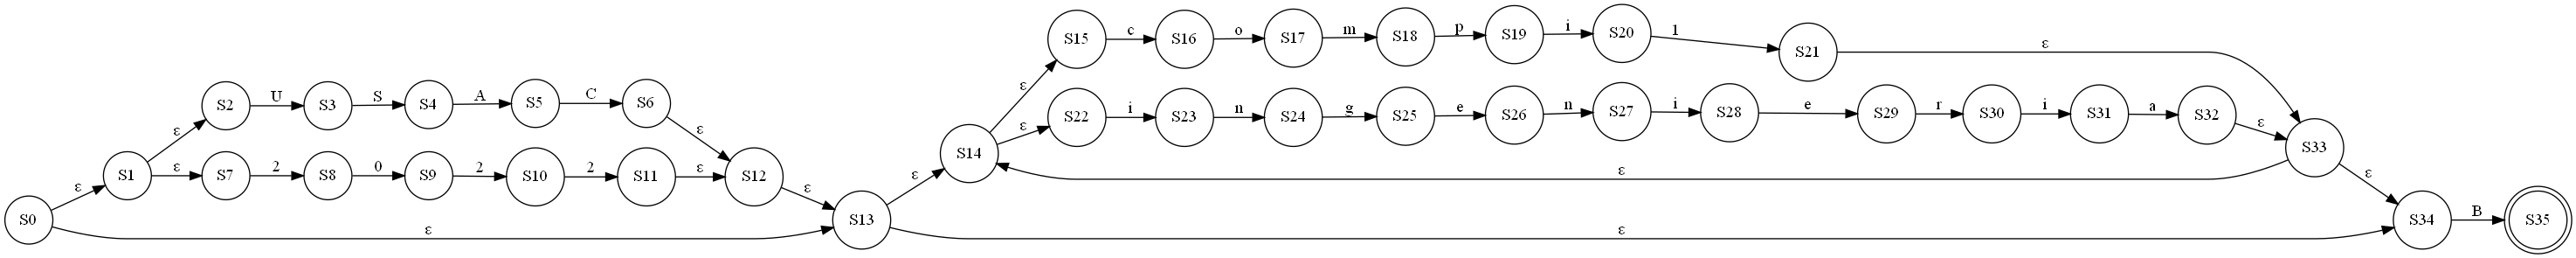 S15 c S16 o S17 m S18 p S19 i S20 1 S21 ε
S2 U S3 S S4 A S5 C S6 ε
ε S22 i S23 n S24 g S25 e S26 n S27 i S28 e S29 r S30 i S31 a S32 ε S33
ε S1 ε S7 2 S8 0 S9 2 S10 2 S11 ε S12 ε S14 ε ε
S0 ε ε S13 ε ε S34 B S35